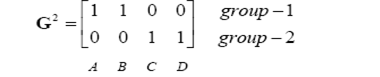 G² = [1 1 0 0] group – 1
[0 0 1 1] group – 2
A B C D